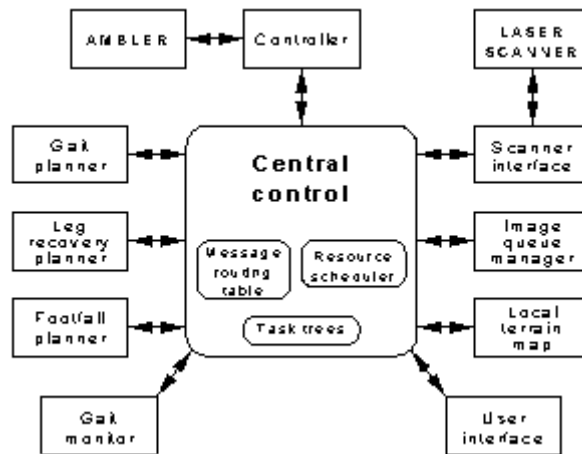 AMBLER
Controller
LASER
SCANNER
Gait
planner
Central
control
Scanner
interface
Leg
recovery
planner
Message
routing
table
Resource
scheduler
Image
queue
manager
Footfall
planner
Task trees
Local
terrain
map
Gait
monitor
User
interface